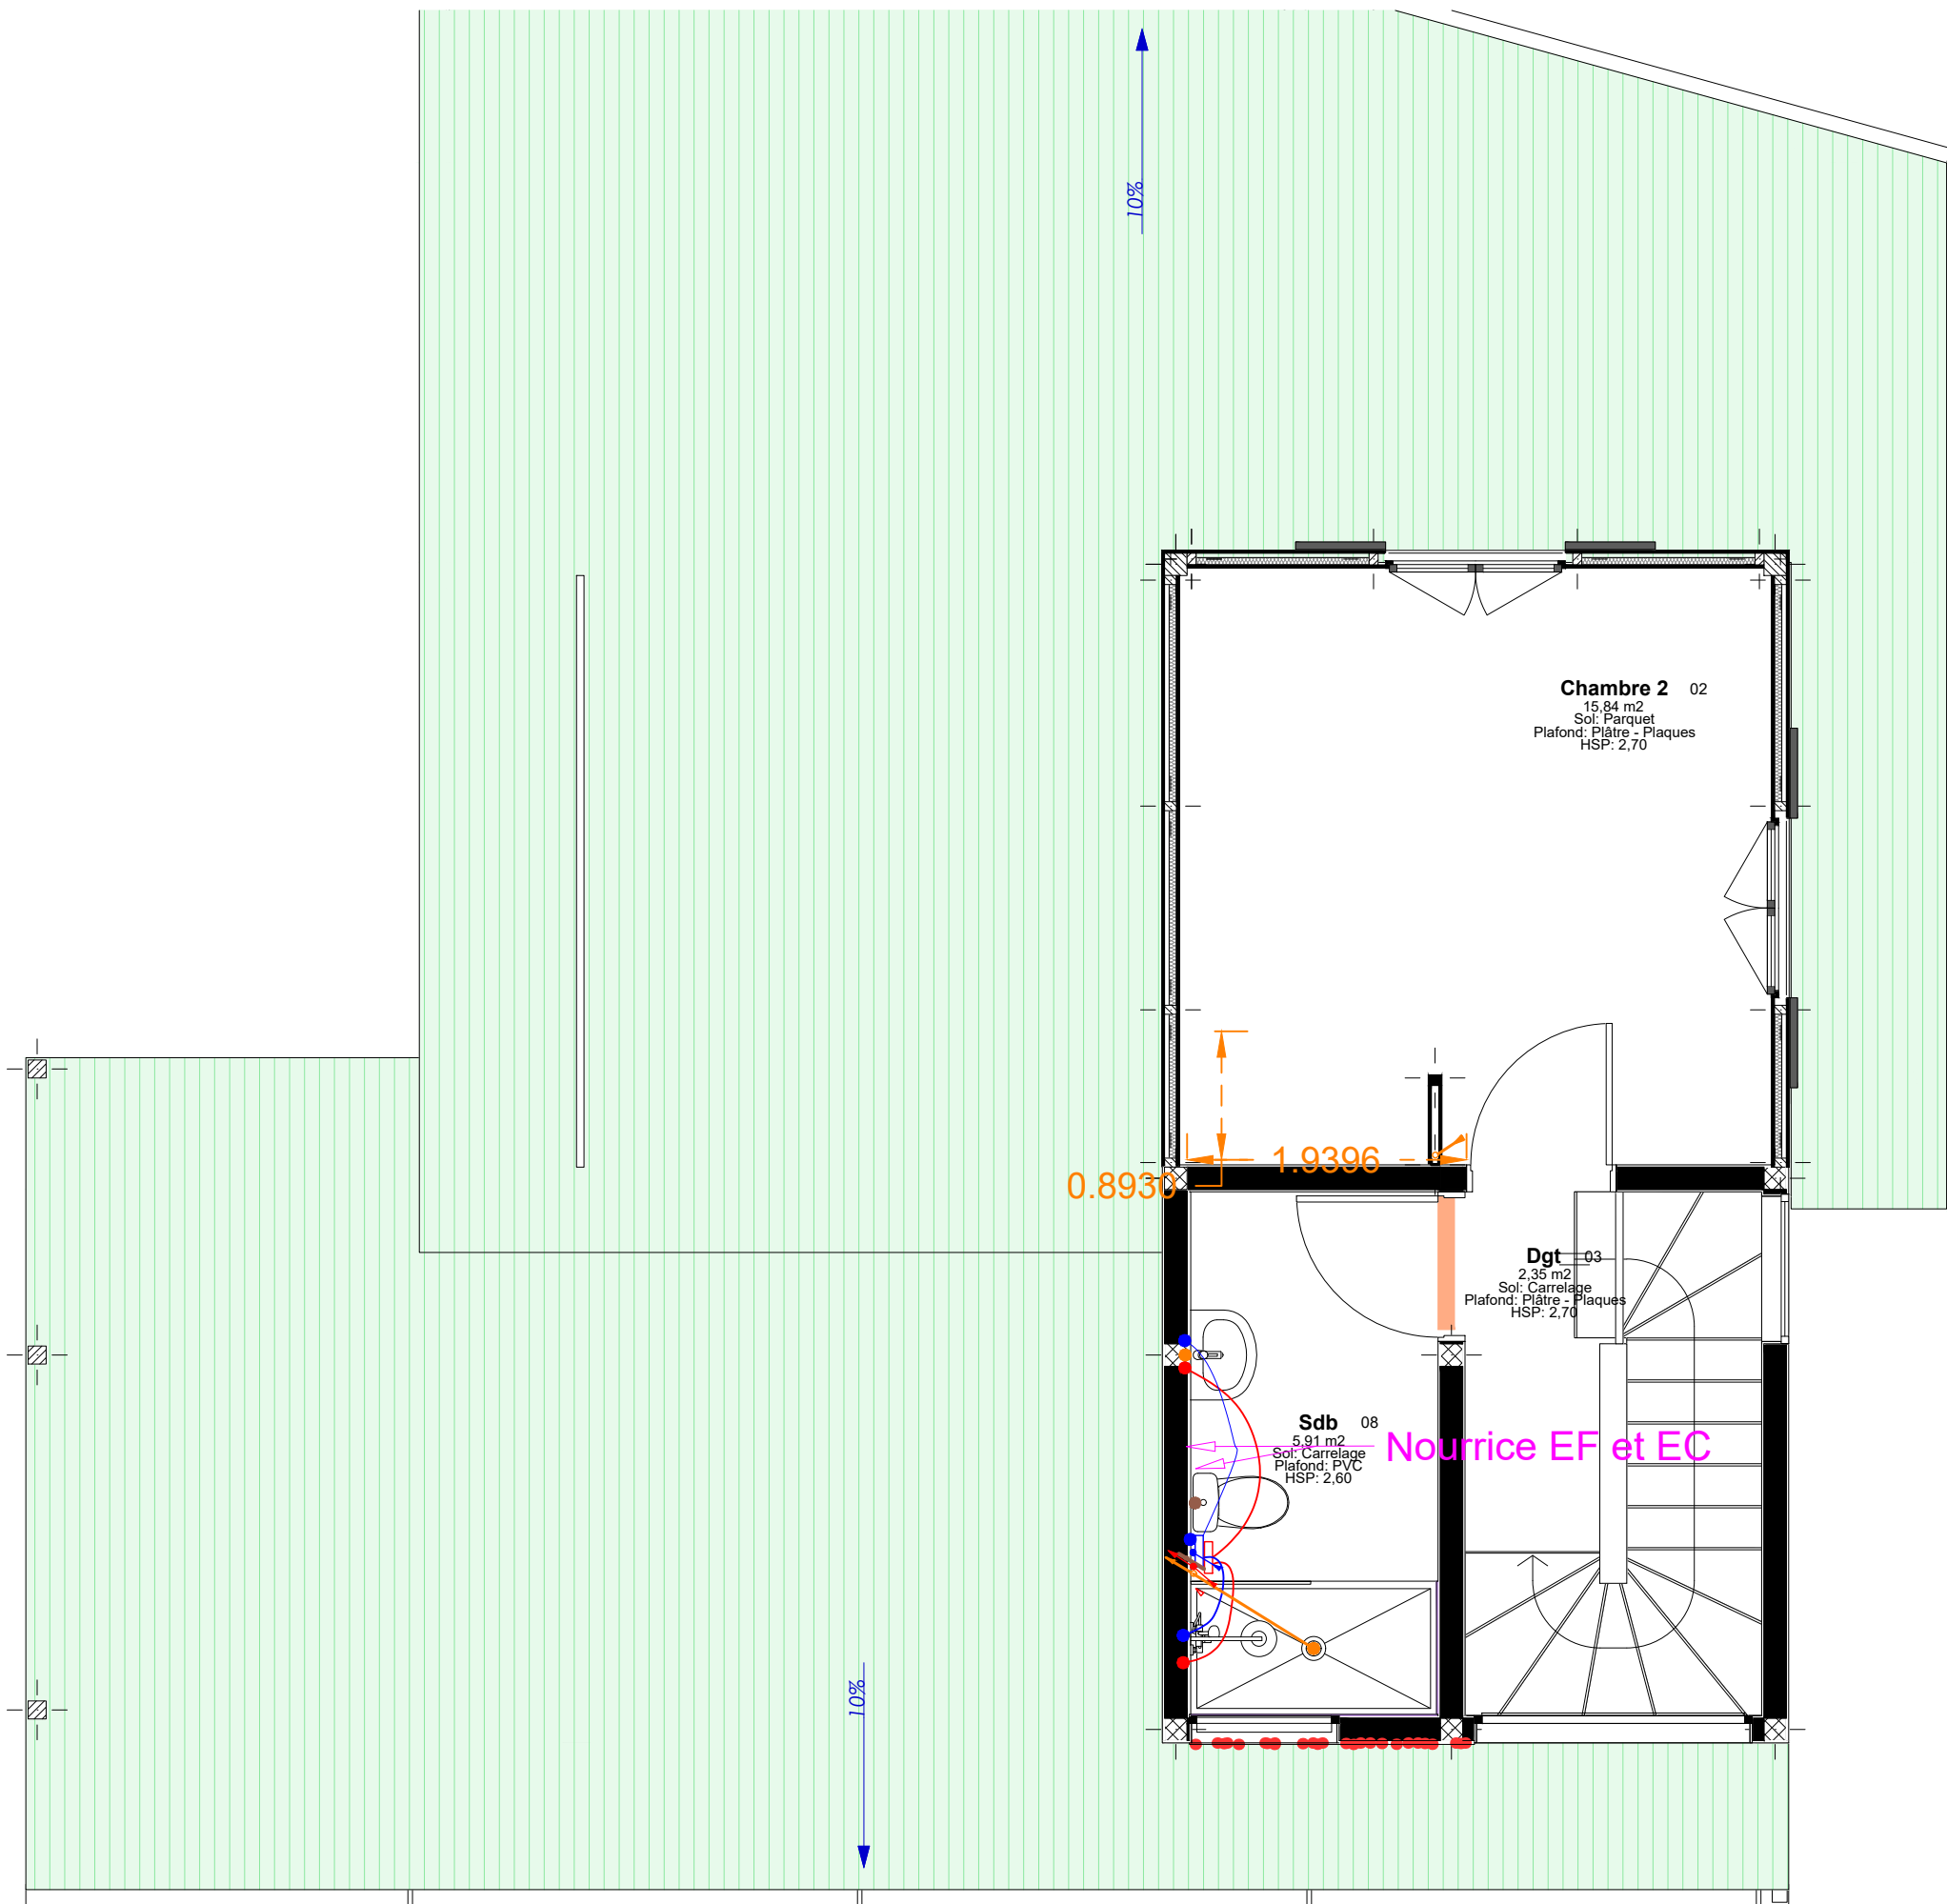 10%
Chambre 2 02
15,84 m2
Sol: Parquet
Plafond: Plâtre - Plaques
HSP: 2,70
1.9396
0.8930
Dgt 03
2,35 m2
Sol: Carrelage
Plafond: Plâtre - Plaques
HSP: 2,70
Sdb 08
5,91 m2
Sol: Carrelage
Plafond: PVC
HSP: 2,60
Nourrice EF et EC
10%